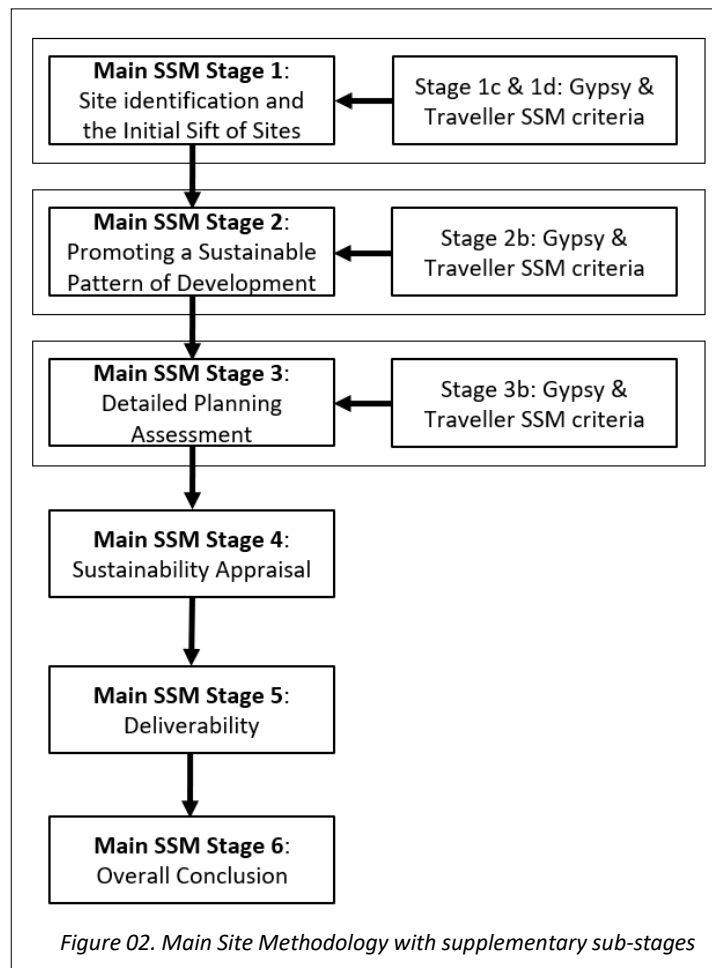 Main SSM Stage 1:
Site identification and
the Initial Sift of Sites
Stage 1c & 1d: Gypsy &
Traveller SSM criteria
Main SSM Stage 2:
Promoting a Sustainable
Pattern of Development
Stage 2b: Gypsy &
Traveller SSM criteria
Main SSM Stage 3:
Detailed Planning
Assessment
Stage 3b: Gypsy &
Traveller SSM criteria
Main SSM Stage 4:
Sustainability Appraisal
Main SSM Stage 5:
Deliverability
Main SSM Stage 6:
Overall Conclusion
Figure 02. Main Site Methodology with supplementary sub-stages